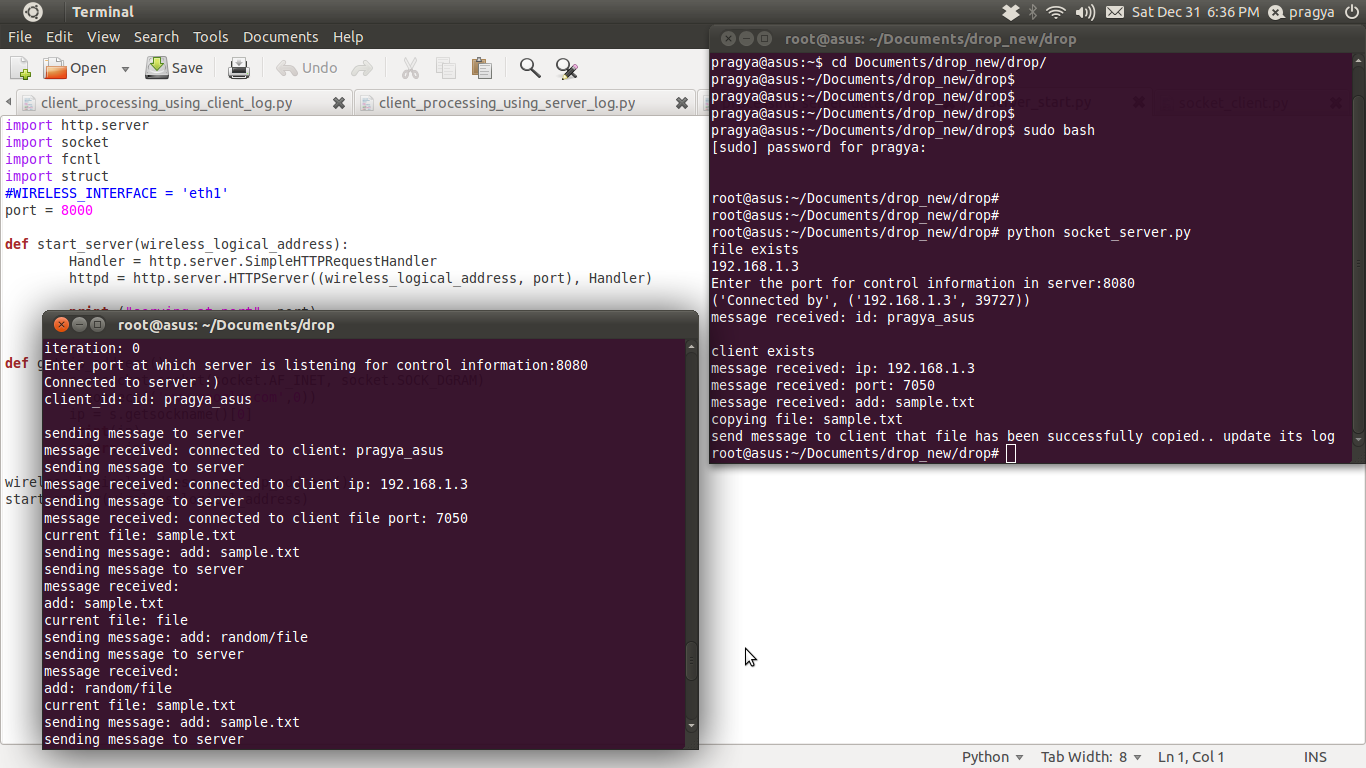 Terminal
Sat Dec 31 6:36 PM
pragya
File Edit View Search Tools Documents Help
Open
Save
Undo
client_processing_using_client_log.py
client_processing_using_server_log.py
socket_client.py
import http.server
import socket
import fcntl
import struct
#WIRELESS_INTERFACE = 'eth1'
port = 8000
def start_server(wireless_logical_address):
Handler = http.server.SimpleHTTPRequestHandler
httpd = http.server.HTTPServer((wireless_logical_address, port), Handler)
print ("serving at port", port)
def
root@asus: ~/Documents/drop
iteration: 0
Enter port at which server is listening for control information:8080
Connected to server :)
client_id: id: pragya_asus
sending message to server
message received: connected to client: pragya_asus
sending message to server
message received: connected to client ip: 192.168.1.3
sending message to server
message received: connected to client file port: 7050
current file: sample.txt
sending message: add: sample.txt
sending message to server
message received:
add: sample.txt
current file: file
sending message: add: random/file
sending message to server
message received:
add: random/file
current file: sample.txt
sending message: add: sample.txt
sending message to server
root@asus: ~/Documents/drop_new/drop
pragya@asus:~$ cd Documents/drop_new/drop/
pragya@asus:~/Documents/drop_new/drop$
pragya@asus:~/Documents/drop_new/drop$
pragya@asus:~/Documents/drop_new/drop$
pragya@asus:~/Documents/drop_new/drop$ sudo bash
[sudo] password for pragya:
root@asus:~/Documents/drop_new/drop#
root@asus:~/Documents/drop_new/drop#
root@asus:~/Documents/drop_new/drop# python socket_server.py
file exists
192.168.1.3
Enter the port for control information in server:8080
('Connected by', ('192.168.1.3', 39727))
message received: id: pragya_asus
client exists
message received: ip: 192.168.1.3
message received: port: 7050
message received: add: sample.txt
copying file: sample.txt
send message to client that file has been successfully copied.. update its log
root@asus:~/Documents/drop_new/drop#
Python
Tab Width: 8
Ln 1, Col 1
INS